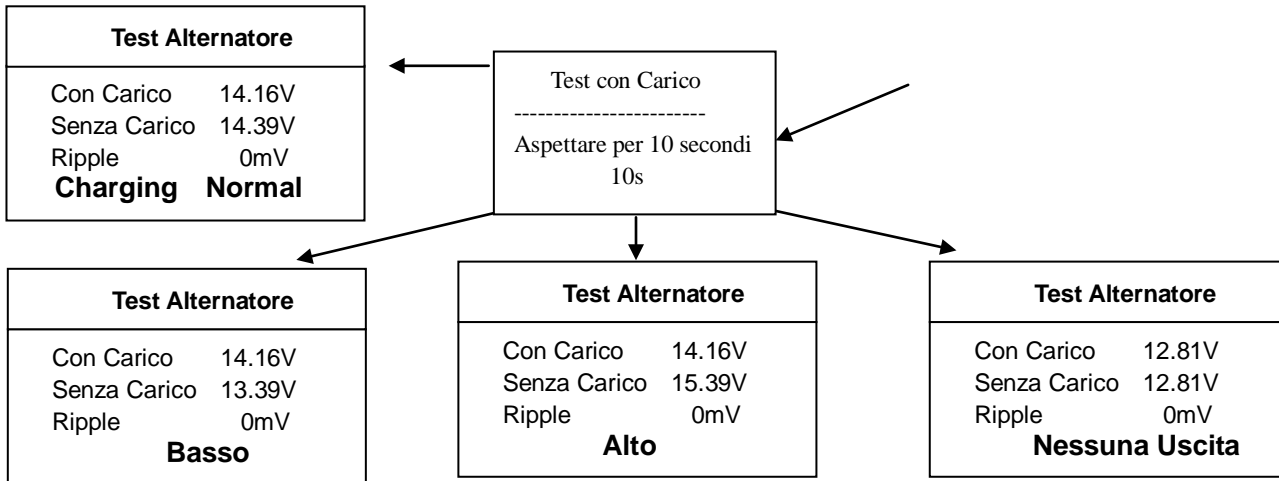 Test Alternatore
Con Carico 14.16V
Senza Carico 14.39V
Ripple 0mV
Charging Normal
Test con Carico
------------------------
Aspettare per 10 secondi
10s
Test Alternatore
Con Carico 14.16V
Senza Carico 13.39V
Ripple 0mV
Basso
Test Alternatore
Con Carico 14.16V
Senza Carico 15.39V
Ripple 0mV
Alto
Test Alternatore
Con Carico 12.81V
Senza Carico 12.81V
Ripple 0mV
Nessuna Uscita